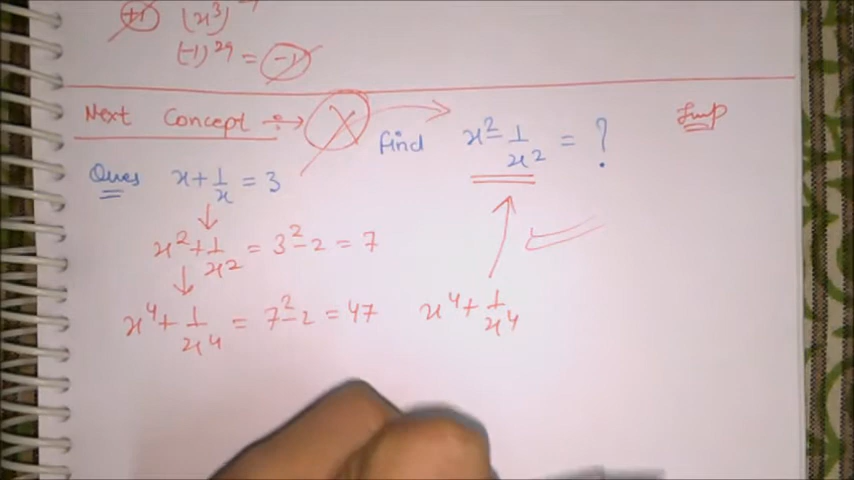 +1 (x³)
(-1)²⁹ = -1
Next Concept → X
find x² - 1/x² = ?
Imp
Ques x + 1/x = 3
x² + 1/x² = 3² - 2 = 7
x⁴ + 1/x⁴ = 7² - 2 = 47
x⁴ + 1/x⁴